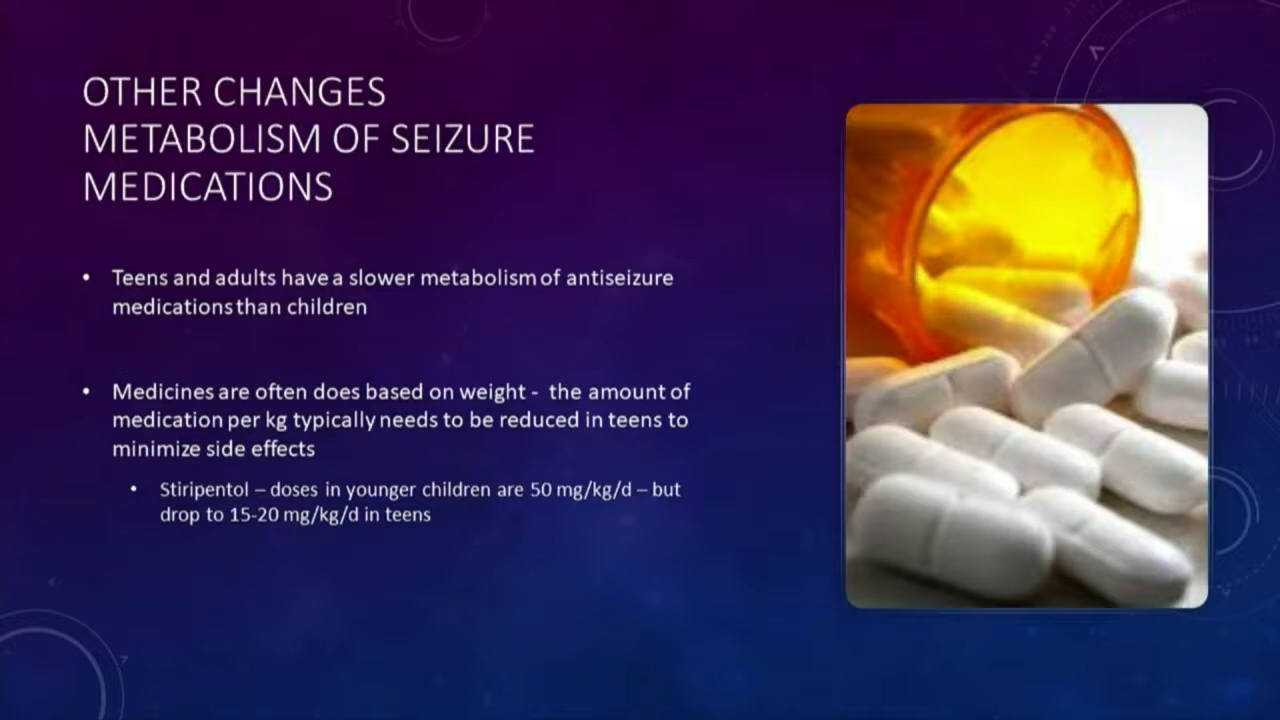 OTHER CHANGES
METABOLISM OF SEIZURE
MEDICATIONS
• Teens and adults have a slower metabolism of antiseizure
medications than children
• Medicines are often does based on weight - the amount of
medication per kg typically needs to be reduced in teens to
minimize side effects
• Stiripentol – doses in younger children are 50 mg/kg/d – but
drop to 15-20 mg/kg/d in teens